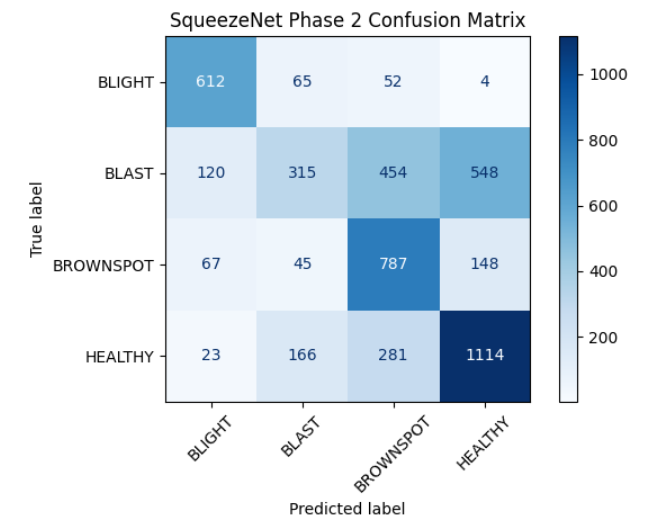 SqueezeNet Phase 2 Confusion Matrix
True label
BLIGHT 612 65 52 4
BLAST 120 315 454 548
BROWNSPOT 67 45 787 148
HEALTHY 23 166 281 1114
BLIGHT BLAST BROWNSPOT HEALTHY
Predicted label
1000
800
600
400
200